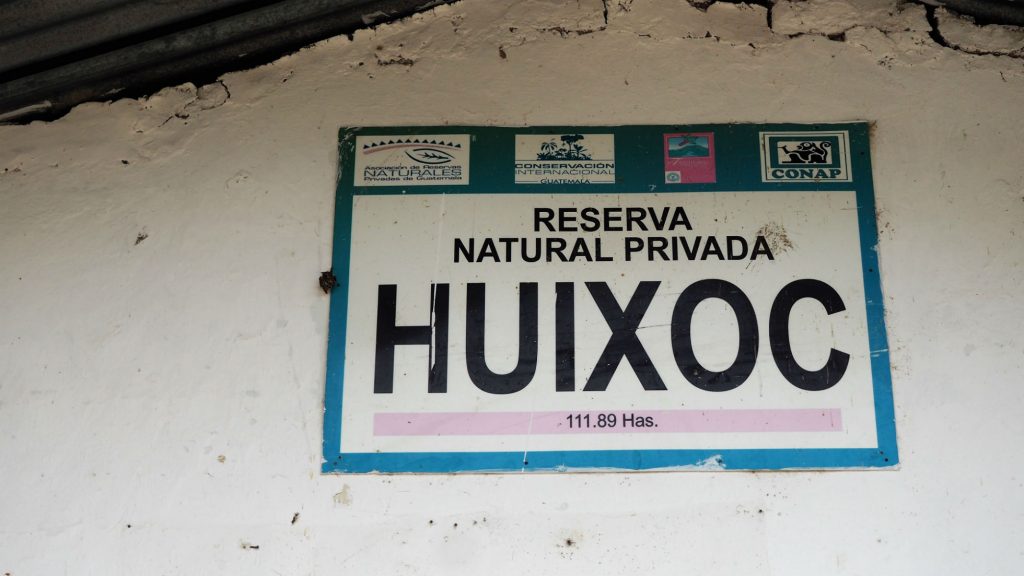 Asociación de Reservas
NATURALES
Privadas de Guatemala
CONSERVACIÓN
INTERNACIONAL
GUATEMALA
CONAP
RESERVA
NATURAL PRIVADA
HUIXOC
111.89 Has.